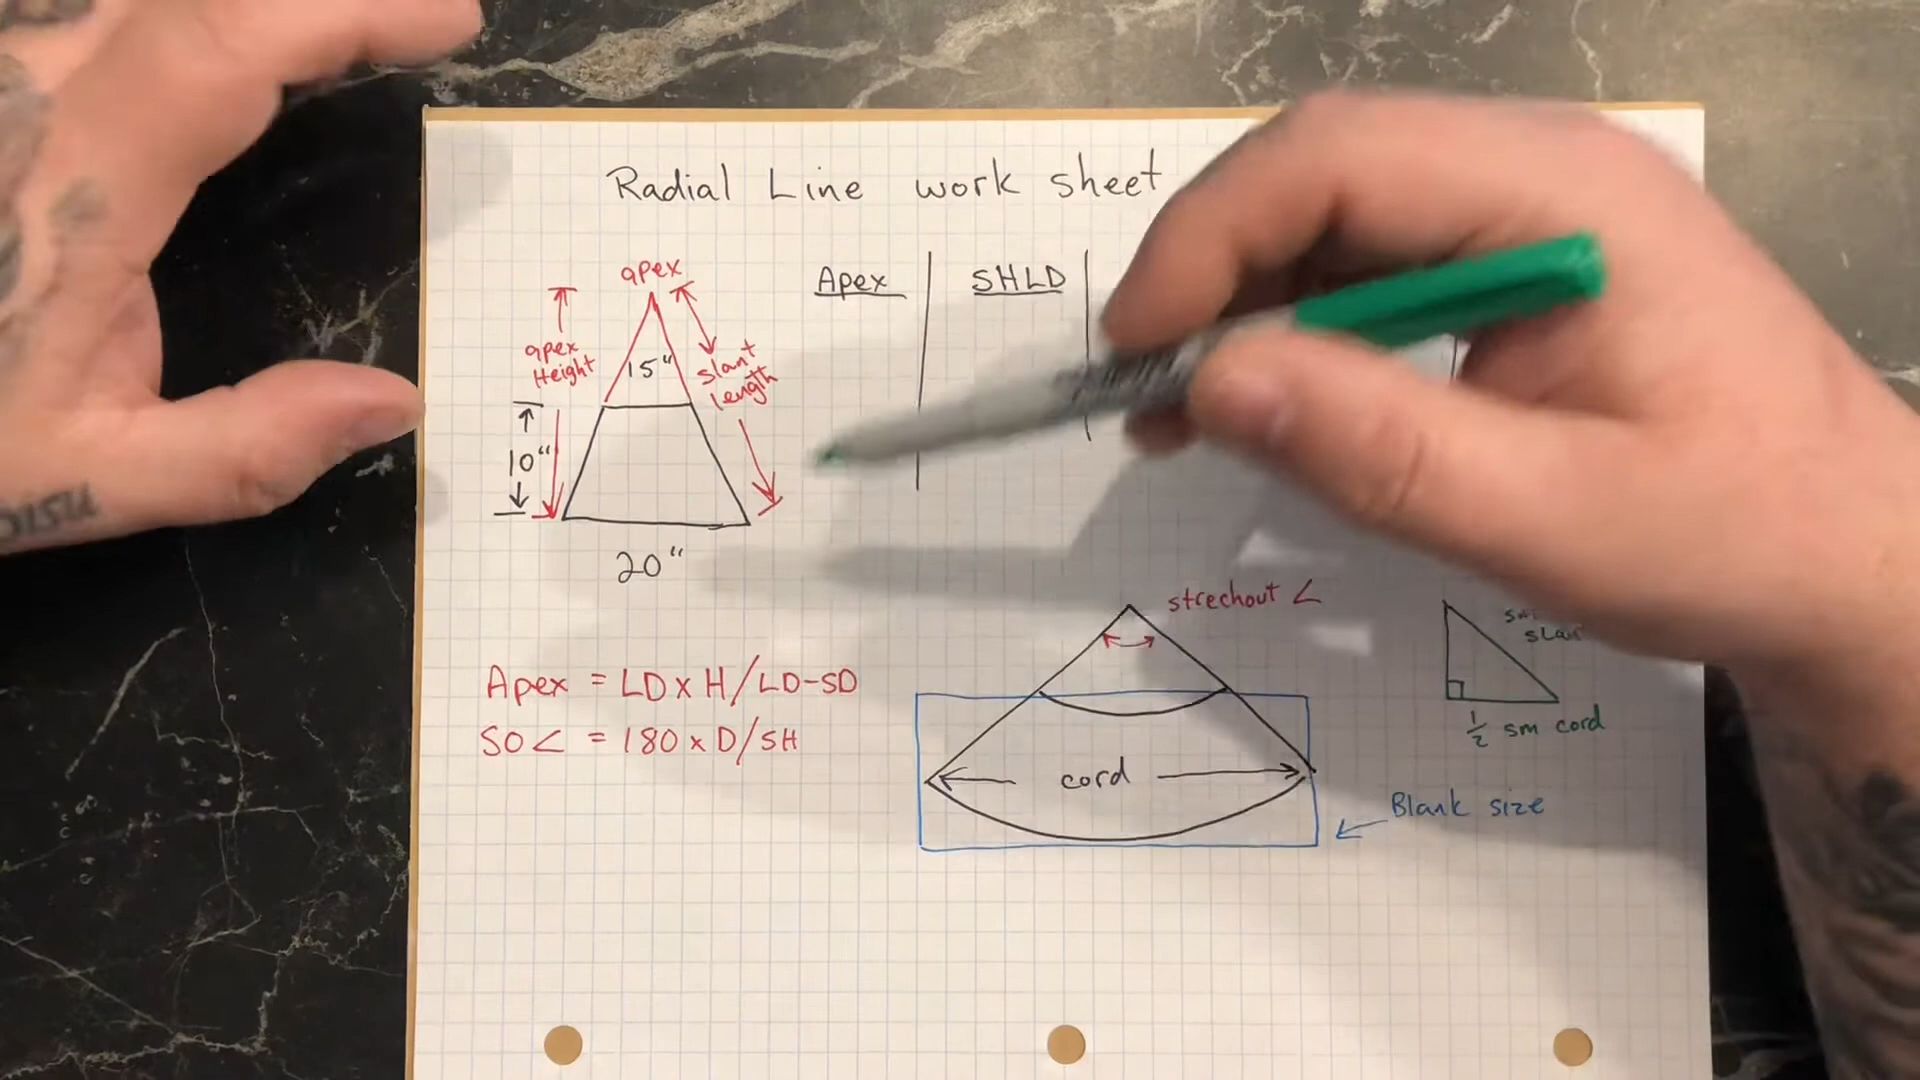 Radial Line work sheet
apex
apex
Height
15"
slant
length
10"
20"
Apex
SHLD
Apex = LD x H/LD-SD
SO∠ = 180 x D/SH
strechout ∠
cord
Blank size
½ sm cord